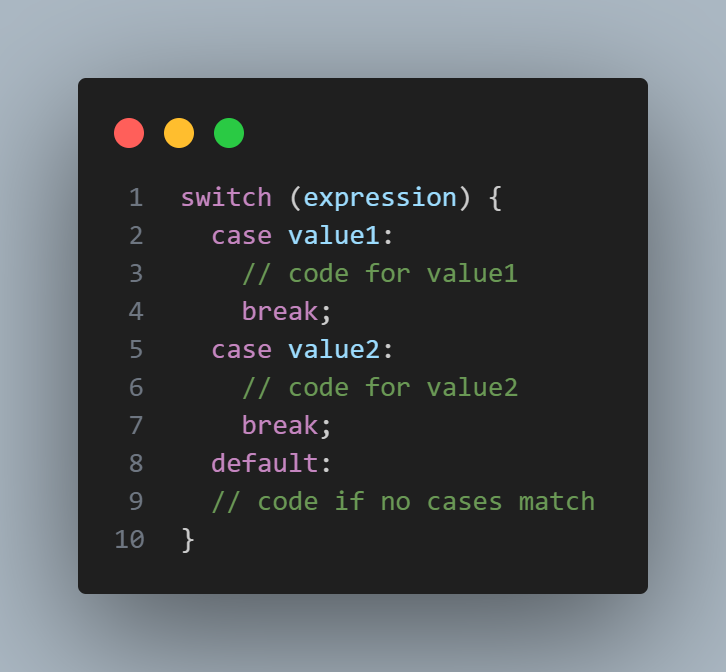 1 switch (expression) {
2   case value1:
3     // code for value1
4     break;
5   case value2:
6     // code for value2
7     break;
8   default:
9   // code if no cases match
10 }